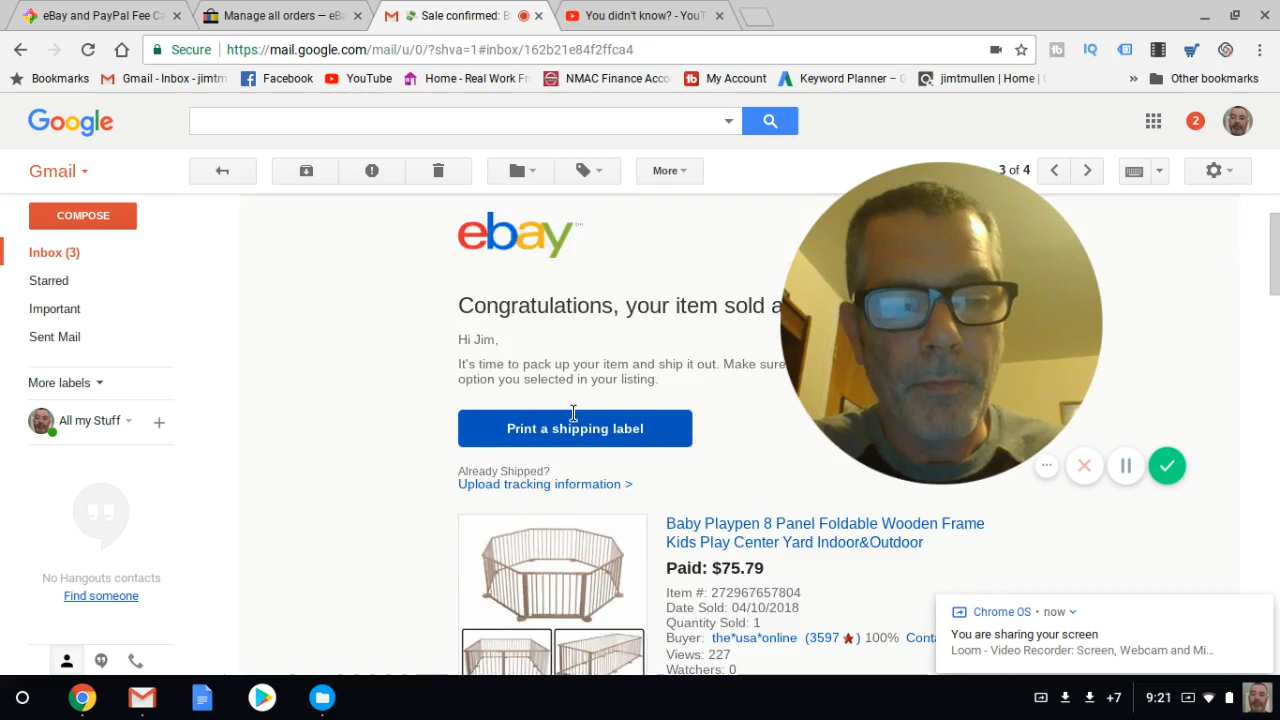 eBay and PayPal Fee Ca
Manage all orders — eBa
Sale confirmed: B
You didn't know? - YouT
Secure https://mail.google.com/mail/u/0/?shva=1#inbox/162b21e84f2ffca4
Bookmarks Gmail - Inbox - jimtm Facebook YouTube Home - Real Work Fr NMAC Finance Acco My Account Keyword Planner – G jimtmullen | Home | Other bookmarks
Google
2
Gmail
More
3 of 4
COMPOSE
Inbox (3)
Starred
Important
Sent Mail
More labels
All my Stuff
No Hangouts contacts
Find someone
ebay™
Congratulations, your item sold a
Hi Jim,
It's time to pack up your item and ship it out. Make sure
option you selected in your listing.
Print a shipping label
Already Shipped?
Upload tracking information >
Baby Playpen 8 Panel Foldable Wooden Frame
Kids Play Center Yard Indoor&Outdoor
Paid: $75.79
Item #: 272967657804
Date Sold: 04/10/2018
Quantity Sold: 1
Buyer: the*usa*online (3597 ★) 100% Conta
Views: 227
Watchers: 0
Chrome OS • now
You are sharing your screen
Loom - Video Recorder: Screen, Webcam and Mi...
+7 9:21